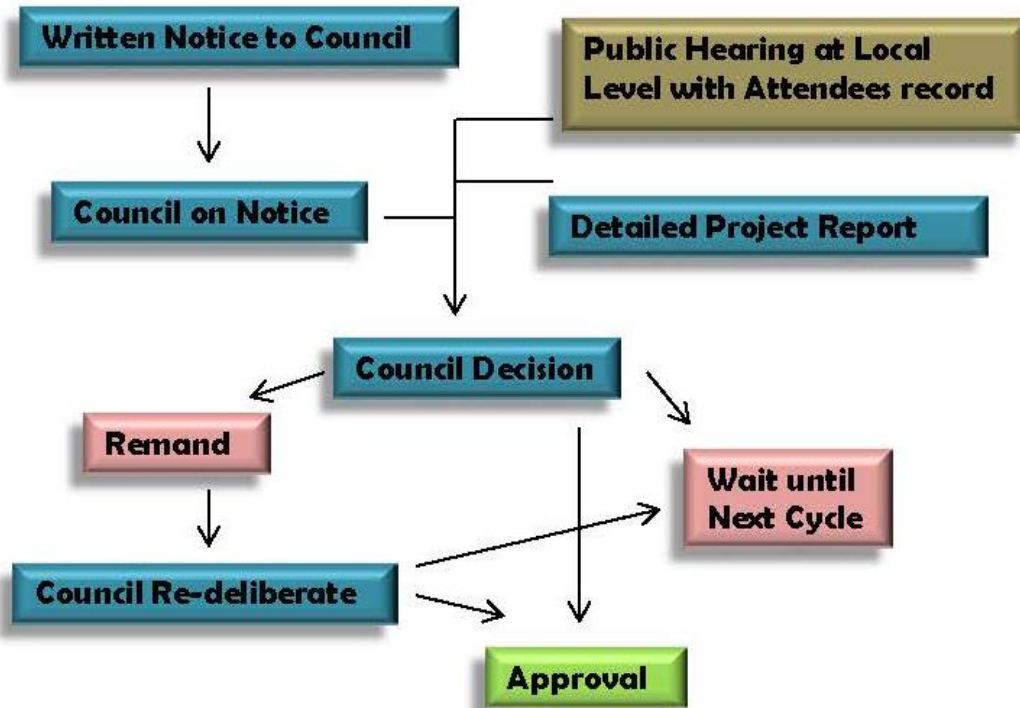 Written Notice to Council
Public Hearing at Local
Level with Attendees record
Council on Notice
Detailed Project Report
Council Decision
Remand
Wait until
Next Cycle
Council Re-deliberate
Approval